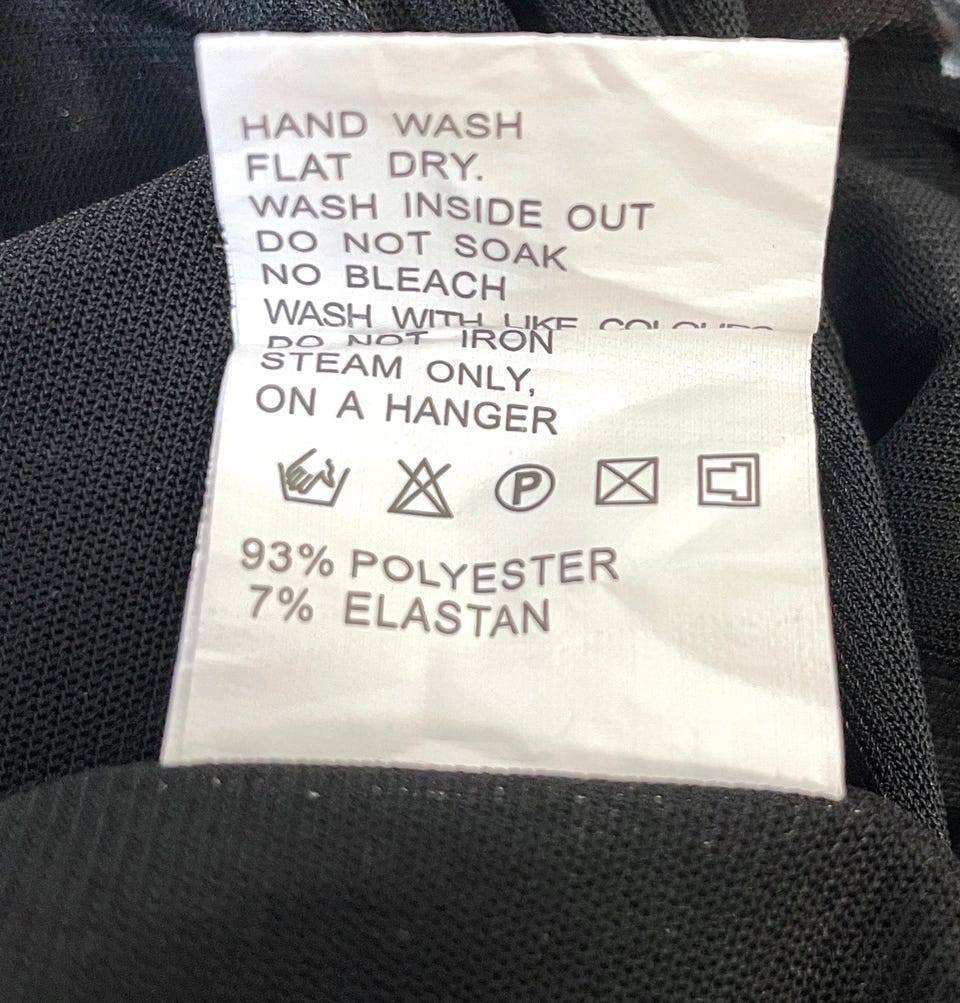 HAND WASH
FLAT DRY.
WASH INSIDE OUT
DO NOT SOAK
NO BLEACH
WASH WITH LIKE COLOURS
DO NOT IRON
STEAM ONLY,
ON A HANGER
P
93% POLYESTER
7% ELASTAN